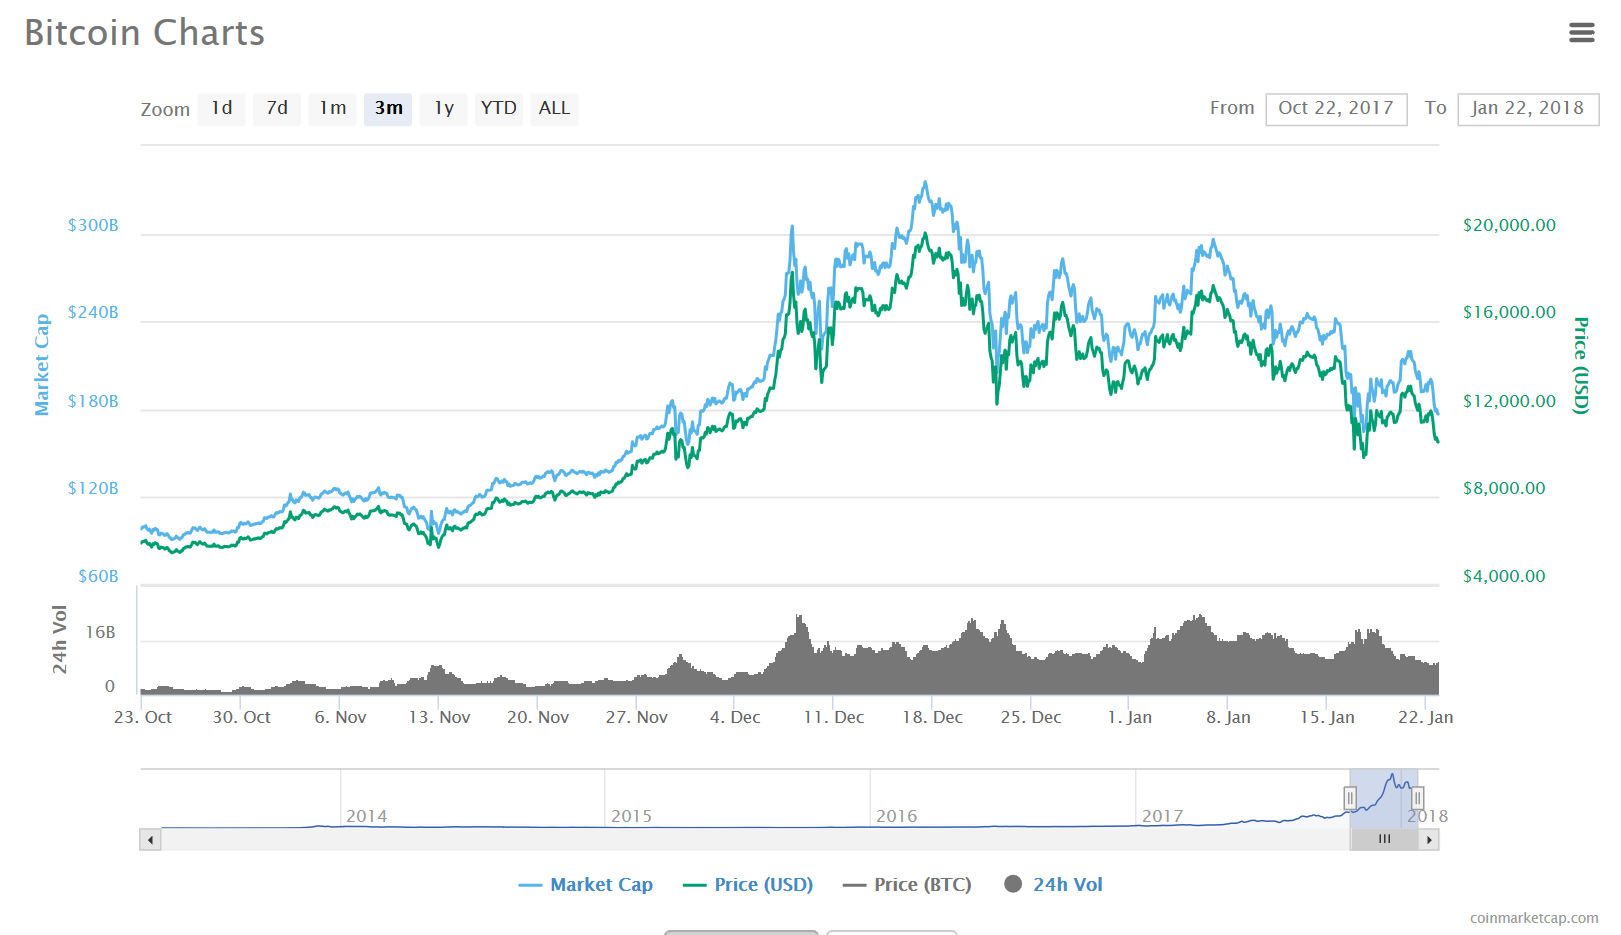 Bitcoin Charts
Zoom 1d 7d 1m 3m 1y YTD ALL
From Oct 22, 2017 To Jan 22, 2018
$300B
$240B
$180B
$120B
$60B
Market Cap
$20,000.00
$16,000.00
$12,000.00
$8,000.00
$4,000.00
Price (USD)
24h Vol
16B
0
23. Oct 30. Oct 6. Nov 13. Nov 20. Nov 27. Nov 4. Dec 11. Dec 18. Dec 25. Dec 1. Jan 8. Jan 15. Jan 22. Jan
2014 2015 2016 2017 2018
Market Cap Price (USD) Price (BTC) 24h Vol
coinmarketcap.com